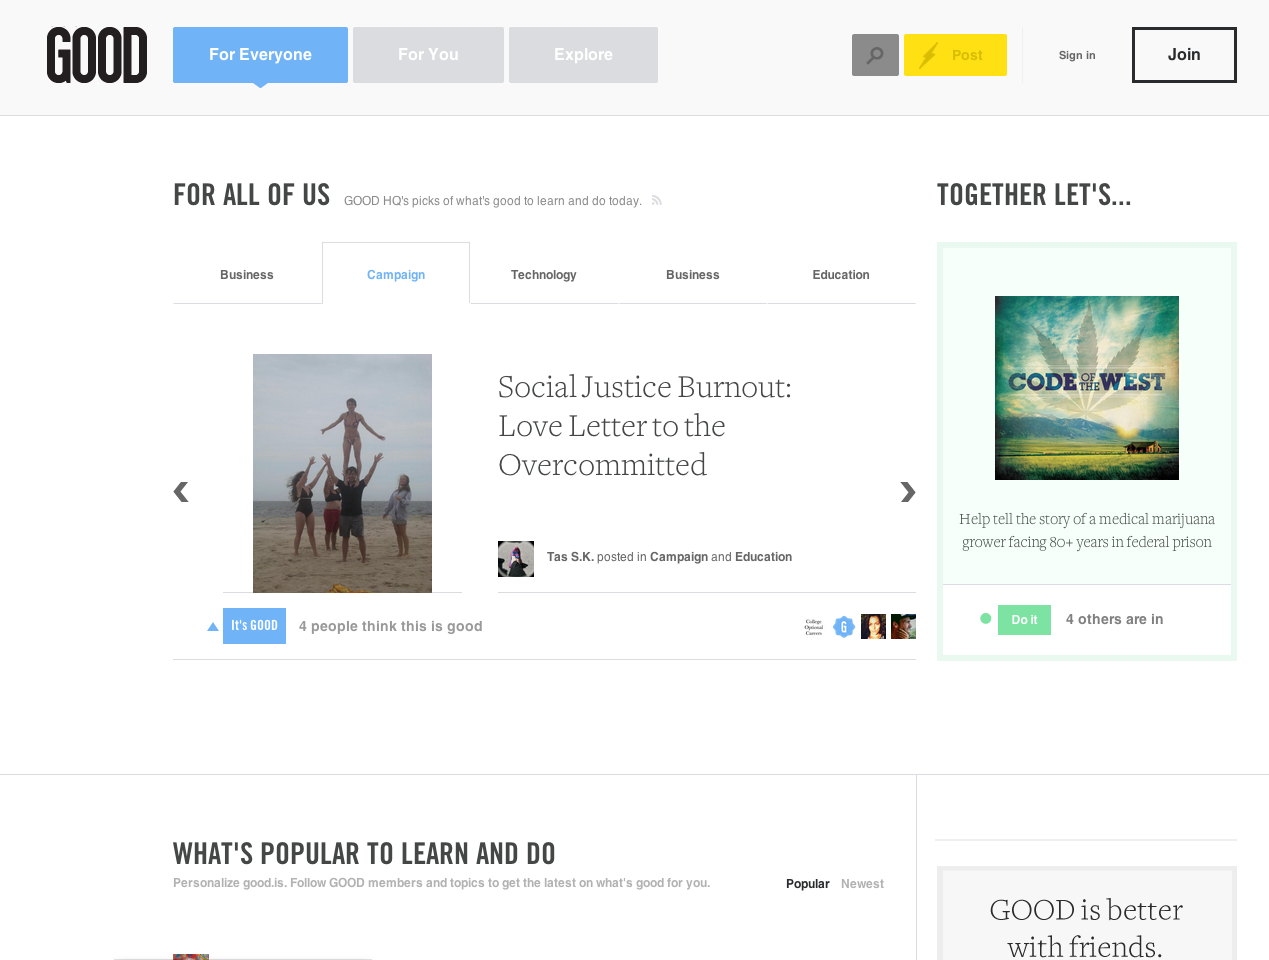 GOOD
For Everyone
For You
Explore
Post
Sign in
Join
FOR ALL OF US
GOOD HQ's picks of what's good to learn and do today.
TOGETHER LET'S...
Business
Campaign
Technology
Business
Education
Social Justice Burnout:
Love Letter to the
Overcommitted
Tas S.K. posted in Campaign and Education
It's GOOD
4 people think this is good
College
Optional
Careers
G
CODE OF THE WEST
Help tell the story of a medical marijuana
grower facing 80+ years in federal prison
Do it
4 others are in
WHAT'S POPULAR TO LEARN AND DO
Personalize good.is. Follow GOOD members and topics to get the latest on what's good for you.
Popular
Newest
GOOD is better
with friends.